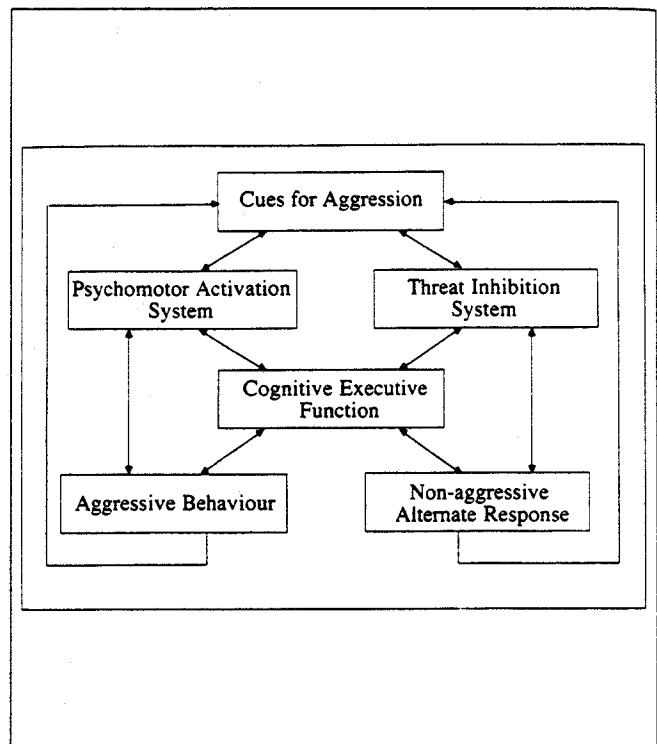 Cues for Aggression
Psychomotor Activation
System
Threat Inhibition
System
Cognitive Executive
Function
Aggressive Behaviour
Non-aggressive
Alternate Response